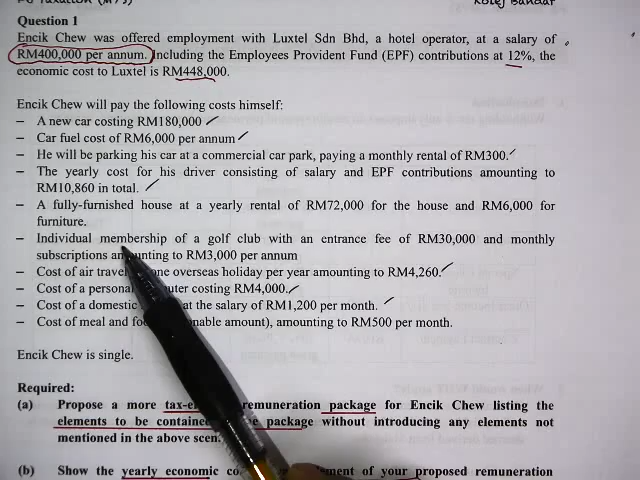 Question 1
Encik Chew was offered employment with Luxtel Sdn Bhd, a hotel operator, at a salary of
RM400,000 per annum. Including the Employees Provident Fund (EPF) contributions at 12%, the
economic cost to Luxtel is RM448,000.
Encik Chew will pay the following costs himself:
– A new car costing RM180,000
– Car fuel cost of RM6,000 per annum
– He will be parking his car at a commercial car park, paying a monthly rental of RM300.
– The yearly cost for his driver consisting of salary and EPF contributions amounting to
RM10,860 in total.
– A fully-furnished house at a yearly rental of RM72,000 for the house and RM6,000 for
furniture.
– Individual membership of a golf club with an entrance fee of RM30,000 and monthly
subscriptions amounting to RM3,000 per annum
– Cost of air travel one overseas holiday per year amounting to RM4,260.
– Cost of a personal costing RM4,000.
– Cost of a domestic at the salary of RM1,200 per month.
– Cost of meal and amounting to RM500 per month.
Encik Chew is single.
Required:
(a) Propose a more remuneration package for Encik Chew listing the
elements to be contained package without introducing any elements not
mentioned in the above
(b) Show the yearly economic of your proposed remuneration